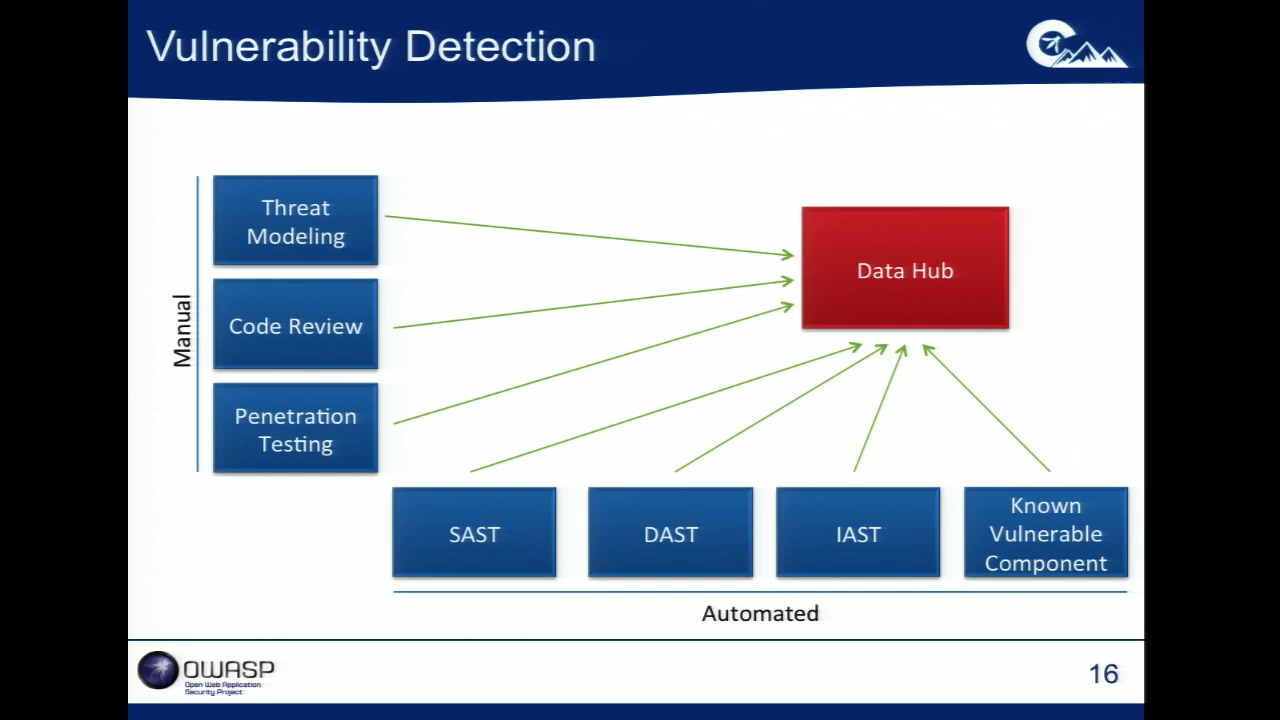 Vulnerability Detection
Threat
Modeling
Data Hub
Manual
Code Review
Penetration
Testing
SAST
DAST
IAST
Known
Vulnerable
Component
Automated
OWASP
Open Web Application
Security Project
16